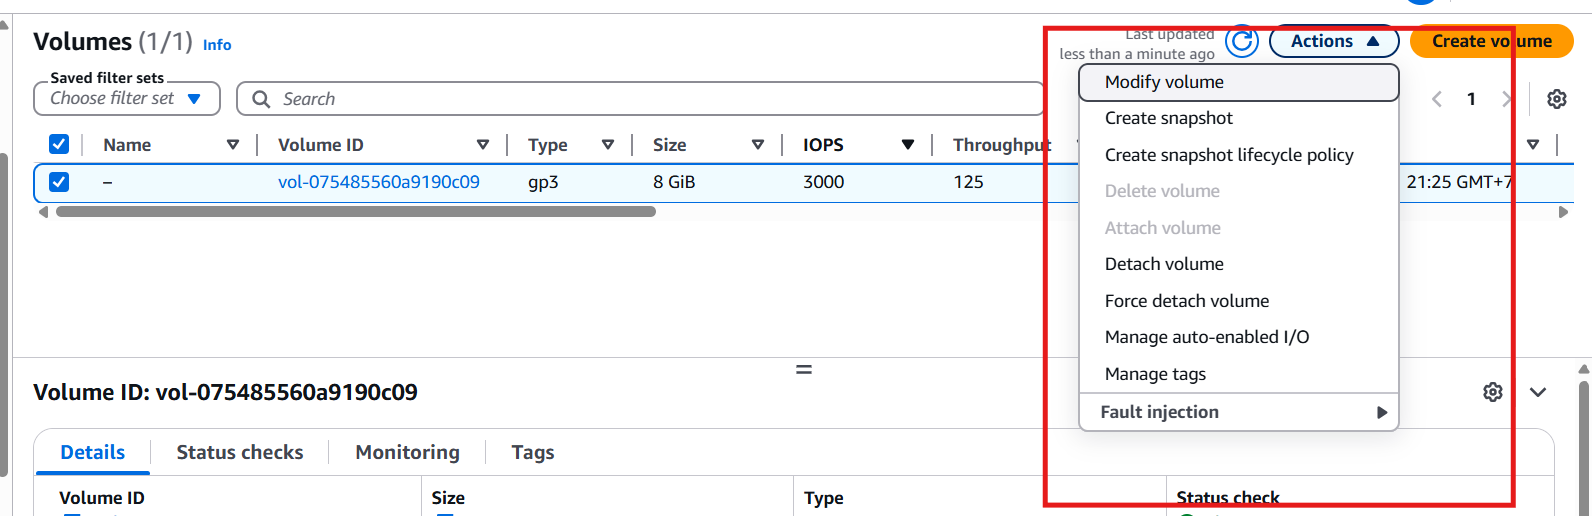 Volumes (1/1) Info
Last updated
less than a minute ago
Actions
Create volume
Saved filter sets
Choose filter set
Search
1
Name Volume ID Type Size IOPS Throughput
– vol-075485560a9190c09 gp3 8 GiB 3000 125 21:25 GMT+7
Modify volume
Create snapshot
Create snapshot lifecycle policy
Delete volume
Attach volume
Detach volume
Force detach volume
Manage auto-enabled I/O
Manage tags
Fault injection
Volume ID: vol-075485560a9190c09
Details Status checks Monitoring Tags
Volume ID Size Type Status check